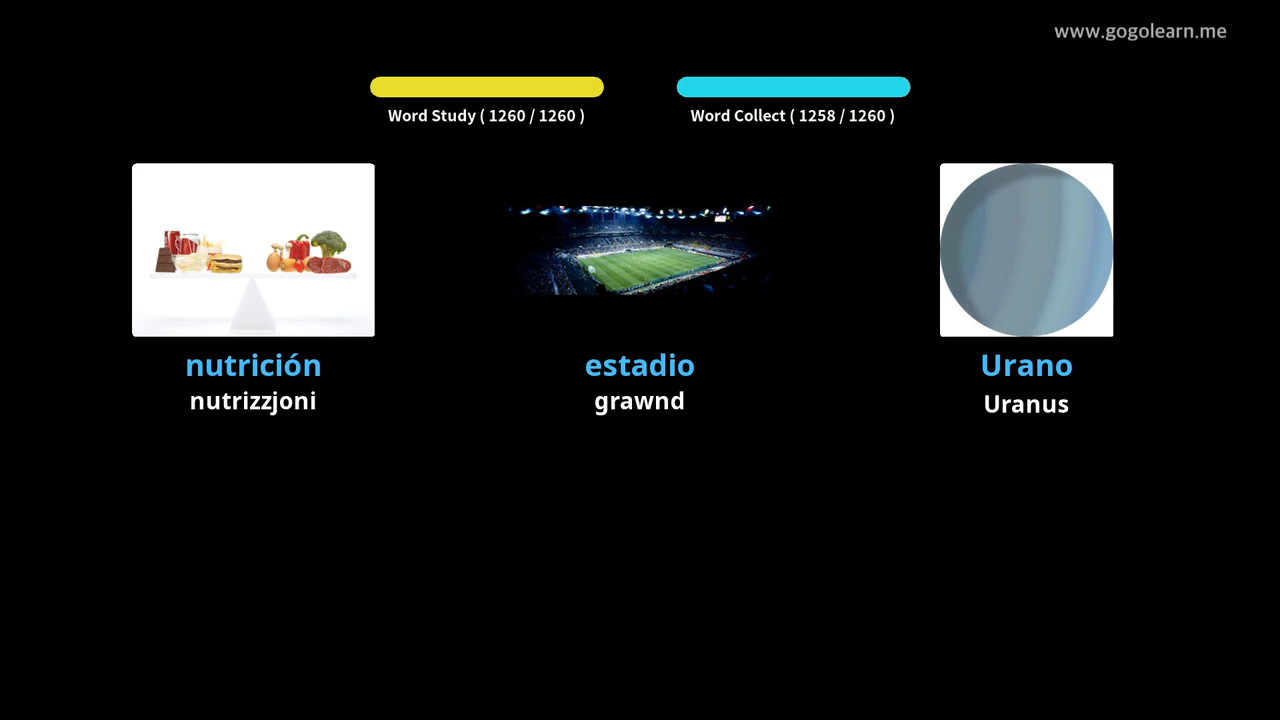 www.gogolearn.me
Word Study ( 1260 / 1260 )
Word Collect ( 1258 / 1260 )
nutrición
nutrizzjoni
estadio
grawnd
Urano
Uranus